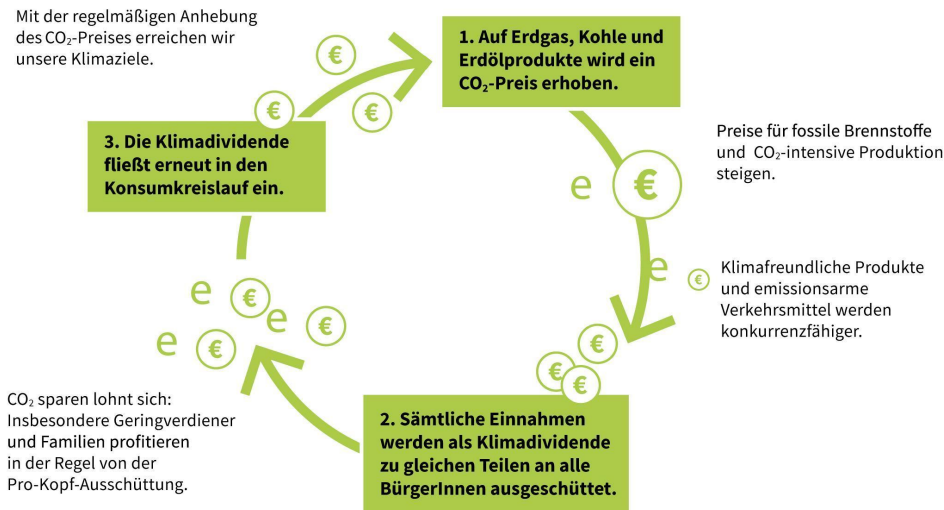 Mit der regelmäßigen Anhebung
des CO₂-Preises erreichen wir
unsere Klimaziele.
1. Auf Erdgas, Kohle und
Erdölprodukte wird ein
CO₂-Preis erhoben.
€
€
€
3. Die Klimadividende
fließt erneut in den
Konsumkreislauf ein.
Preise für fossile Brennstoffe
und CO₂-intensive Produktion
steigen.
e €
e €
Klimafreundliche Produkte
und emissionsarme
Verkehrsmittel werden
konkurrenzfähiger.
e €
e €
e €
€
€
€
2. Sämtliche Einnahmen
werden als Klimadividende
zu gleichen Teilen an alle
BürgerInnen ausgeschüttet.
CO₂ sparen lohnt sich:
Insbesondere Geringverdiener
und Familien profitieren
in der Regel von der
Pro-Kopf-Ausschüttung.